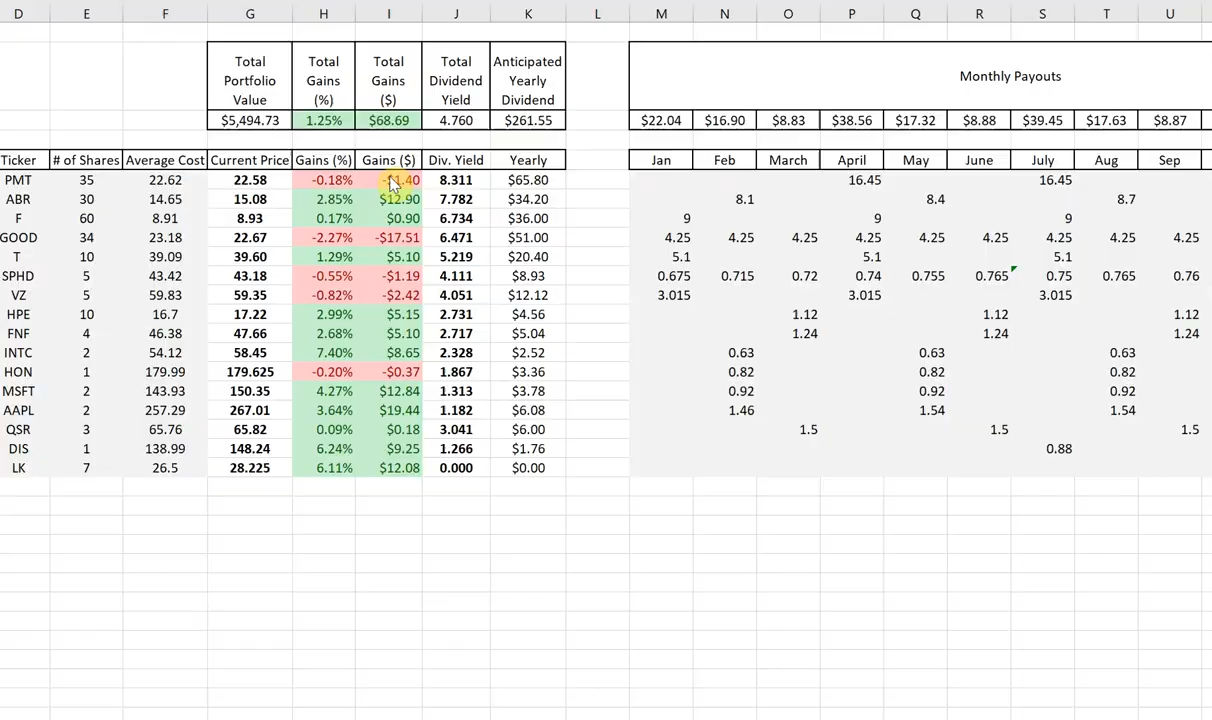 D E F G H I J K L M N O P Q R S T U
Total Portfolio Value Total Gains (%) Total Gains ($) Total Dividend Yield Anticipated Yearly Dividend Monthly Payouts
$5,494.73 1.25% $68.69 4.760 $261.55 $22.04 $16.90 $8.83 $38.56 $17.32 $8.88 $39.45 $17.63 $8.87
Ticker # of Shares Average Cost Current Price Gains (%) Gains ($) Div. Yield Yearly Jan Feb March April May June July Aug Sep
PMT 35 22.62 22.58 -0.18% -$1.40 8.311 $65.80 16.45 16.45
ABR 30 14.65 15.08 2.85% $12.90 7.782 $34.20 8.1 8.4 8.7
F 60 8.91 8.93 0.17% $0.90 6.734 $36.00 9 9 9
GOOD 34 23.18 22.67 -2.27% -$17.51 6.471 $51.00 4.25 4.25 4.25 4.25 4.25 4.25 4.25 4.25 4.25
T 10 39.09 39.60 1.29% $5.10 5.219 $20.40 5.1 5.1 5.1
SPHD 5 43.42 43.18 -0.55% -$1.19 4.111 $8.93 0.675 0.715 0.72 0.74 0.755 0.765 0.75 0.765 0.76
VZ 5 59.83 59.35 -0.82% -$2.42 4.051 $12.12 3.015 3.015 3.015
HPE 10 16.7 17.22 2.99% $5.15 2.731 $4.56 1.12 1.12 1.12
FNF 4 46.38 47.66 2.68% $5.10 2.717 $5.04 1.24 1.24 1.24
INTC 2 54.12 58.45 7.40% $8.65 2.328 $2.52 0.63 0.63 0.63
HON 1 179.99 179.625 -0.20% -$0.37 1.867 $3.36 0.82 0.82 0.82
MSFT 2 143.93 150.35 4.27% $12.84 1.313 $3.78 0.92 0.92 0.92
AAPL 2 257.29 267.01 3.64% $19.44 1.182 $6.08 1.46 1.54 1.54
QSR 3 65.76 65.82 0.09% $0.18 3.041 $6.00 1.5 1.5 1.5
DIS 1 138.99 148.24 6.24% $9.25 1.266 $1.76 0.88
LK 7 26.5 28.225 6.11% $12.08 0.000 $0.00